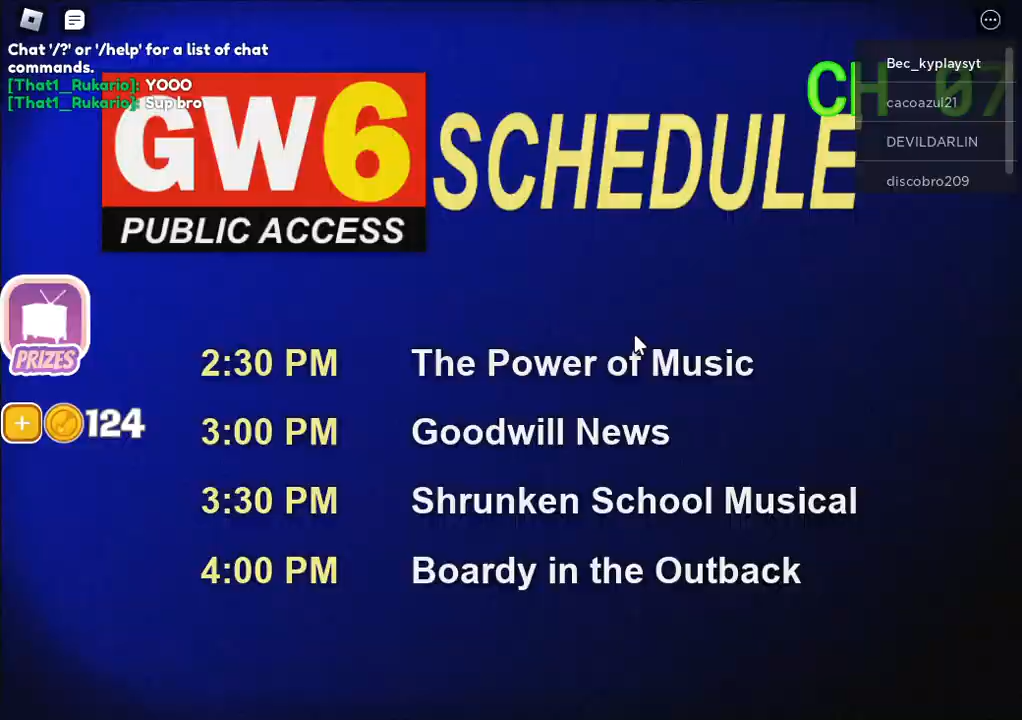 Chat '/?' or '/help' for a list of chat
commands.
[That1_Rukario]: YOOO
[That1_Rukario]: Sup bro
GW6
PUBLIC ACCESS
SCHEDULE
CH 07
Bec_kyplaysyt
cacoazul21
DEVILDARLIN
discobro209
PRIZES
124
2:30 PM The Power of Music
3:00 PM Goodwill News
3:30 PM Shrunken School Musical
4:00 PM Boardy in the Outback